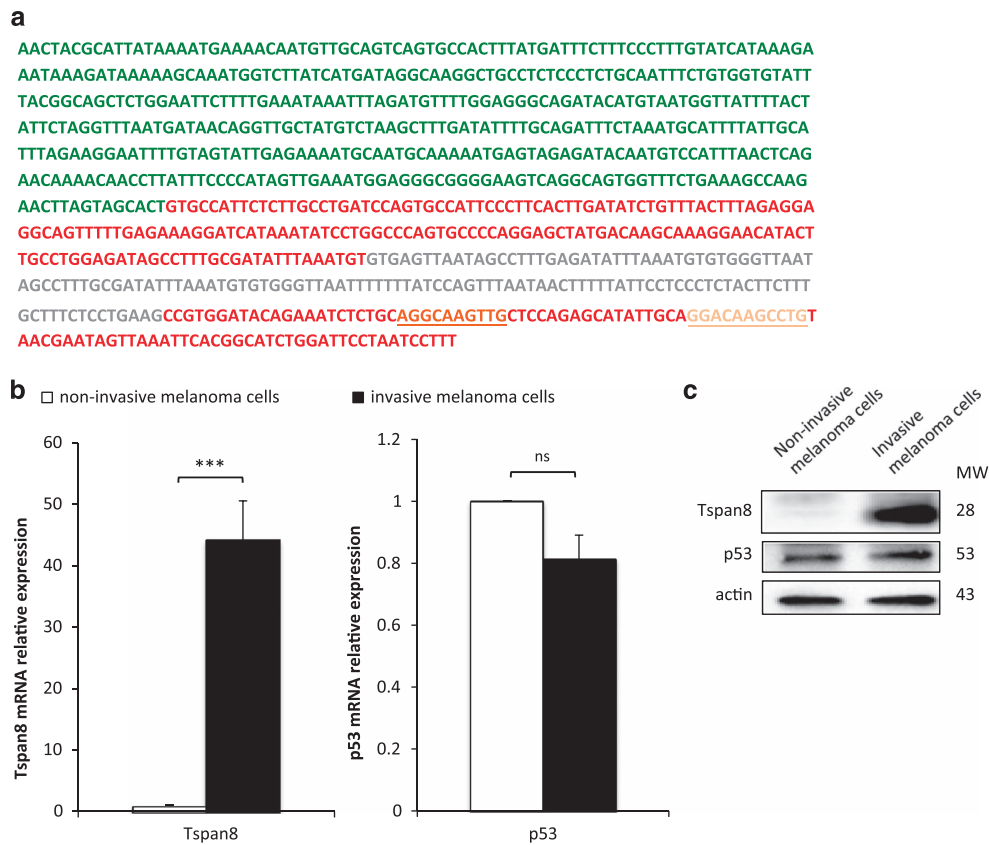 a
AACTACGCATTATAAAATGAAAACAATGTTGCAGTCAGTGCCACTTTATGATTTCTTTCCCTTTGTATCATAAAGA
AATAAAGATAAAAAGCAAATGGTCTTATCATGATAGGCAAGGCTGCCTCTCCCTCTGCAATTTCTGTGGTGTATT
TACGGCAGCTCTGGAATTCTTTTGAAATAAATTTAGATGTTTTGGAGGGCAGATACATGTAATGGTTATTTTACT
ATTCTAGGTTTAATGATAACAGGTTGCTATGTCTAAGCTTTGATATTTTGCAGATTTCTAAATGCATTTTATTGCA
TTTAGAAGGAATTTTGTAGTATTGAGAAAATGCAATGCAAAAATGAGTAGAGATACAATGTCCATTTAACTCAG
AACAAAACAACCTTATTTCCCCATAGTTGAAATGGAGGGCGGGGAAGTCAGGCAGTGGTTTCTGAAAGCCAAG
AACTTAGTAGCACTGTGCCATTCTCTTGCCTGATCCAGTGCCATTCCCTTCACTTGATATCTGTTTACTTTAGAGGA
GGCAGTTTTTGAGAAAGGATCATAAATATCCTGGCCCAGTGCCCCAGGAGCTATGACAAGCAAAGGAACATACT
TGCCTGGAGATAGCCTTTGCGATATTTAAATGTGTGAGTTAATAGCCTTTGAGATATTTAAATGTGTGGGTTAAT
AGCCTTTGCGATATTTAAATGTGTGGGTTAATTTTTTTATCCAGTTTAATAACTTTTTATTCCTCCCTCTACTTCTTT
GCTTTCTCCTGAAGCCGTGGATACAGAAATCTCTGCAGGCAAGTTGCTCCAGAGCATATTGCAGGACAAGCCTGT
AACGAATAGTTAAATTCACGGCATCTGGATTCCTAATCCTTT
b
non-invasive melanoma cells
invasive melanoma cells
Tspan8 mRNA relative expression
60
50
40
30
20
10
0
***
Tspan8
p53 mRNA relative expression
1.2
1
0.8
0.6
0.4
0.2
0
ns
p53
c
Non-invasive
melanoma cells
Invasive
melanoma cells
MW
Tspan8 28
p53 53
actin 43